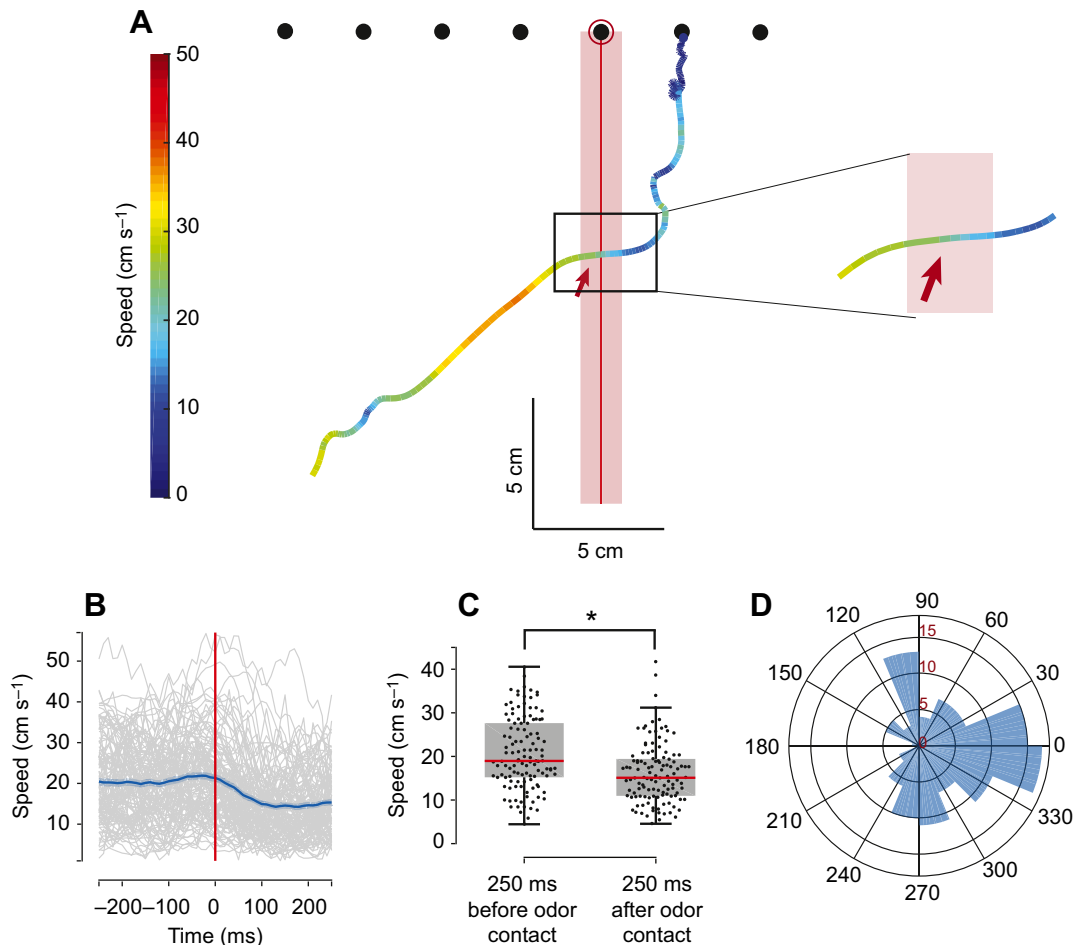 A
50
40
30
20
10
0
Speed (cm s–1)
5 cm
5 cm
B
50
40
30
20
10
Speed (cm s–1)
–200 –100 0 100 200
Time (ms)
C
*
40
30
20
10
0
Speed (cm s–1)
250 ms
before odor
contact
250 ms
after odor
contact
D
90
120
60
15
10
150
30
5
180
0
0
210
330
240
300
270